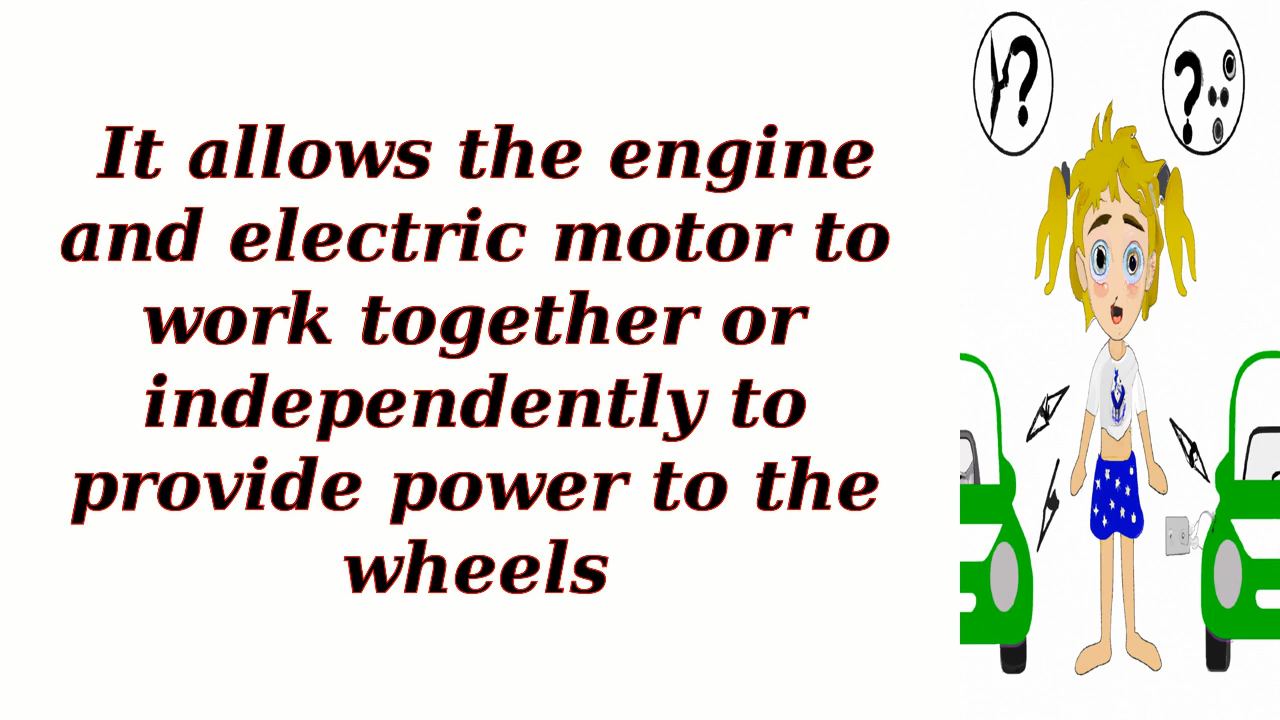 It allows the engine
and electric motor to
work together or
independently to
provide power to the
wheels
? ?